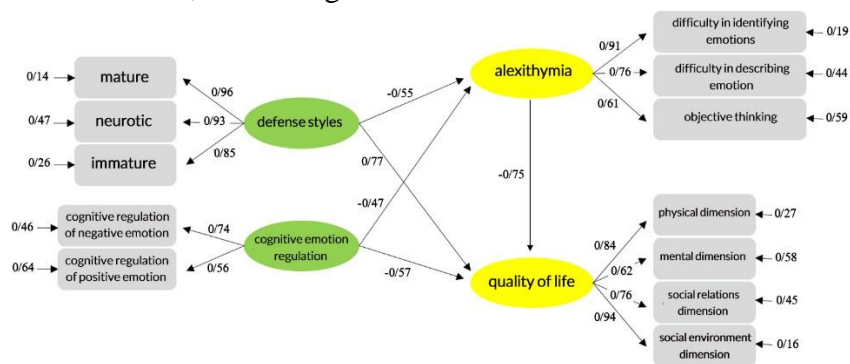 0/14
mature
0/96
0/47
neurotic
0/93
0/26
immature
0/85
defense styles
0/46
cognitive regulation
of negative emotion
0/74
0/64
cognitive regulation
of positive emotion
0/56
cognitive emotion
regulation
-0/55
0/77
-0/47
-0/57
alexithymia
-0/75
quality of life
0/91
difficulty in identifying
emotions
0/19
0/76
difficulty in describing
emotion
0/44
0/61
objective thinking
0/59
0/84
physical dimension
0/27
0/62
mental dimension
0/58
0/76
social relations
dimension
0/45
0/94
social environment
dimension
0/16